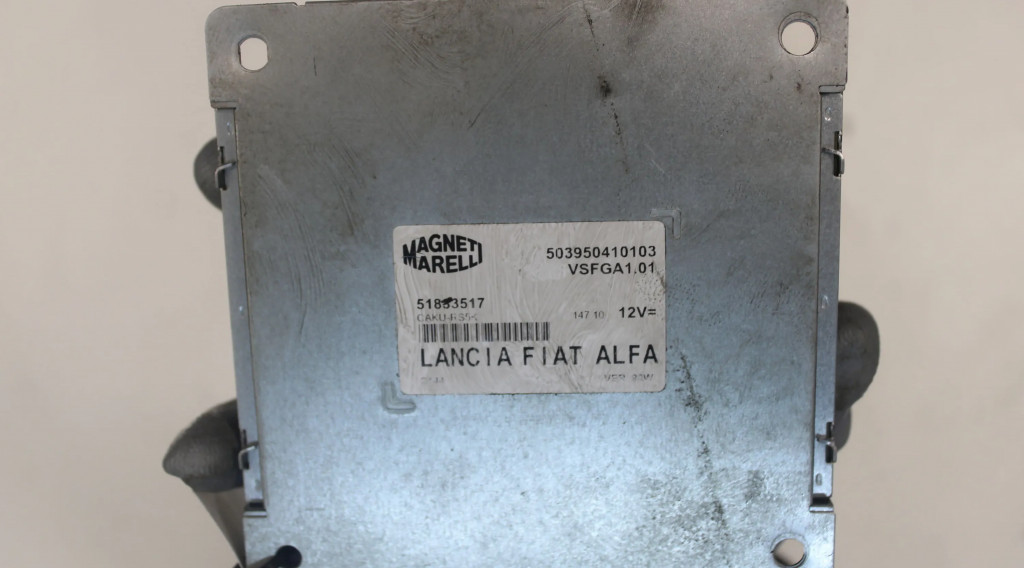 MAGNETI
MARELLI
503950410103
VSFGA1.01
51883517
147 10 12V=
LANCIA FIAT ALFA